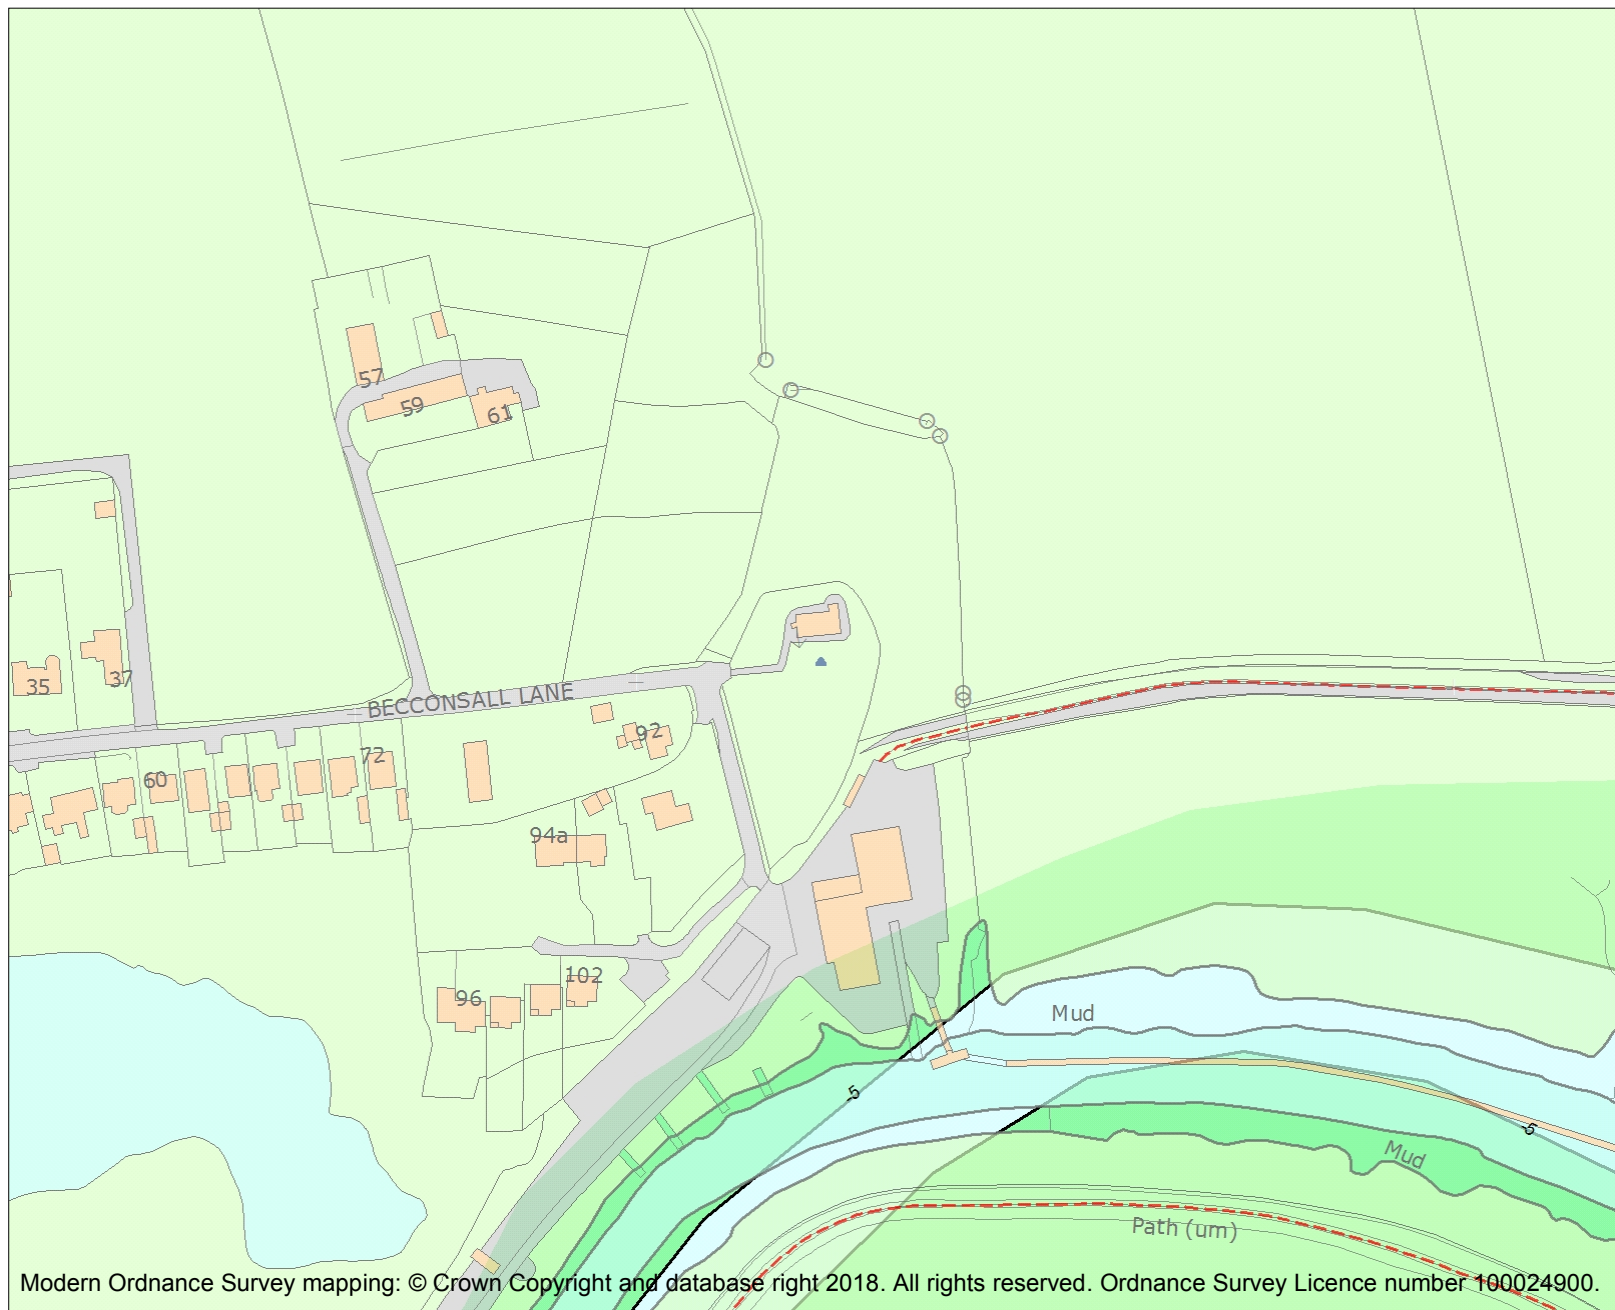 57
59
61
35
37
BECCONSALL LANE
92
72
60
94a
102
96
Mud
-5
-5
Mud
Path (um)
Modern Ordnance Survey mapping: © Crown Copyright and database right 2018. All rights reserved. Ordnance Survey Licence number 100024900.